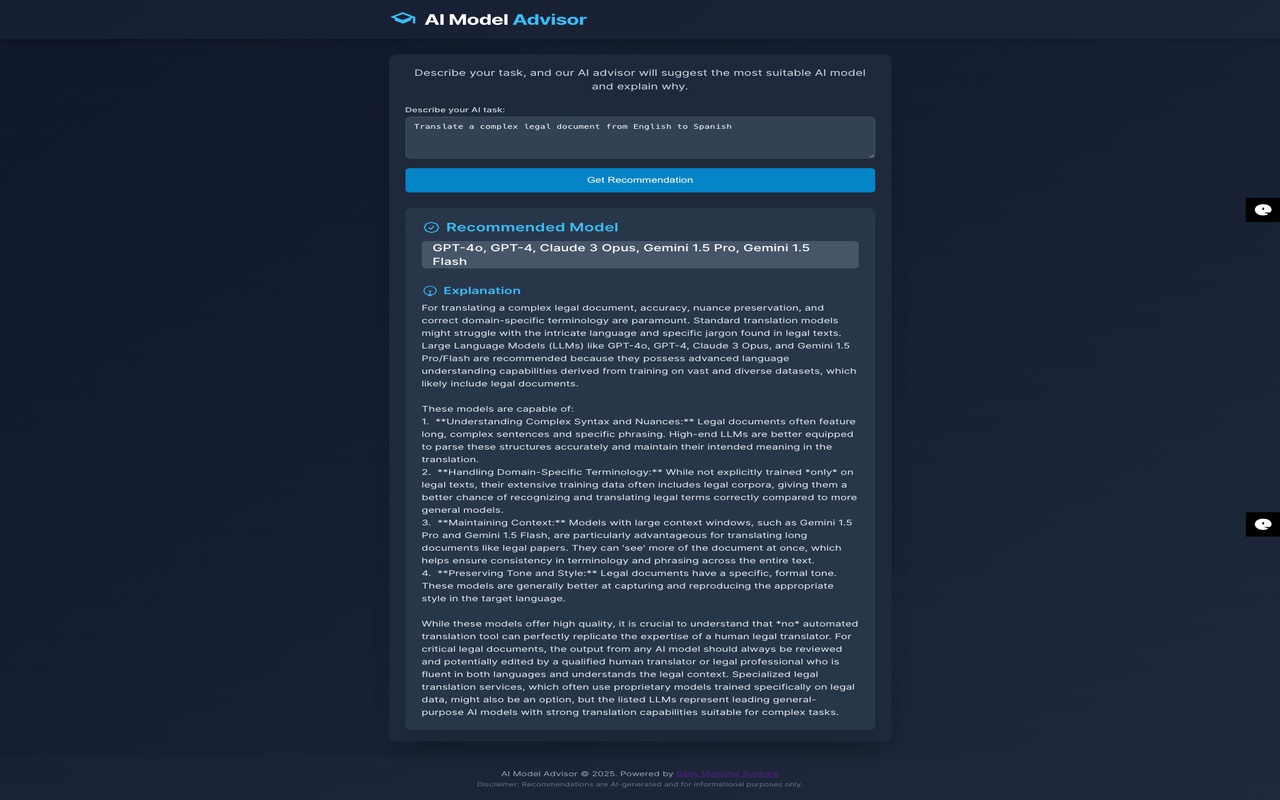 AI Model Advisor
Describe your task, and our AI advisor will suggest the most suitable AI model
and explain why.
Describe your AI task:
Translate a complex legal document from English to Spanish
Get Recommendation
Recommended Model
GPT-4o, GPT-4, Claude 3 Opus, Gemini 1.5 Pro, Gemini 1.5
Flash
Explanation
For translating a complex legal document, accuracy, nuance preservation, and
correct domain-specific terminology are paramount. Standard translation models
might struggle with the intricate language and specific jargon found in legal texts.
Large Language Models (LLMs) like GPT-4o, GPT-4, Claude 3 Opus, and Gemini 1.5
Pro/Flash are recommended because they possess advanced language
understanding capabilities derived from training on vast and diverse datasets, which
likely include legal documents.
These models are capable of:
1. **Understanding Complex Syntax and Nuances:** Legal documents often feature
long, complex sentences and specific phrasing. High-end LLMs are better equipped
to parse these structures accurately and maintain their intended meaning in the
translation.
2. **Handling Domain-Specific Terminology:** While not explicitly trained *only* on
legal texts, their extensive training data often includes legal corpora, giving them a
better chance of recognizing and translating legal terms correctly compared to more
general models.
3. **Maintaining Context:** Models with large context windows, such as Gemini 1.5
Pro and Gemini 1.5 Flash, are particularly advantageous for translating long
documents like legal papers. They can 'see' more of the document at once, which
helps ensure consistency in terminology and phrasing across the entire text.
4. **Preserving Tone and Style:** Legal documents have a specific, formal tone.
These models are generally better at capturing and reproducing the appropriate
style in the target language.
While these models offer high quality, it is crucial to understand that *no* automated
translation tool can perfectly replicate the expertise of a human legal translator. For
critical legal documents, the output from any AI model should always be reviewed
and potentially edited by a qualified human translator or legal professional who is
fluent in both languages and understands the legal context. Specialized legal
translation services, which often use proprietary models trained specifically on legal
data, might also be an option, but the listed LLMs represent leading general-
purpose AI models with strong translation capabilities suitable for complex tasks.
AI Model Advisor © 2025. Powered by Baby Manisha Sunkara
Disclaimer: Recommendations are AI-generated and for informational purposes only.